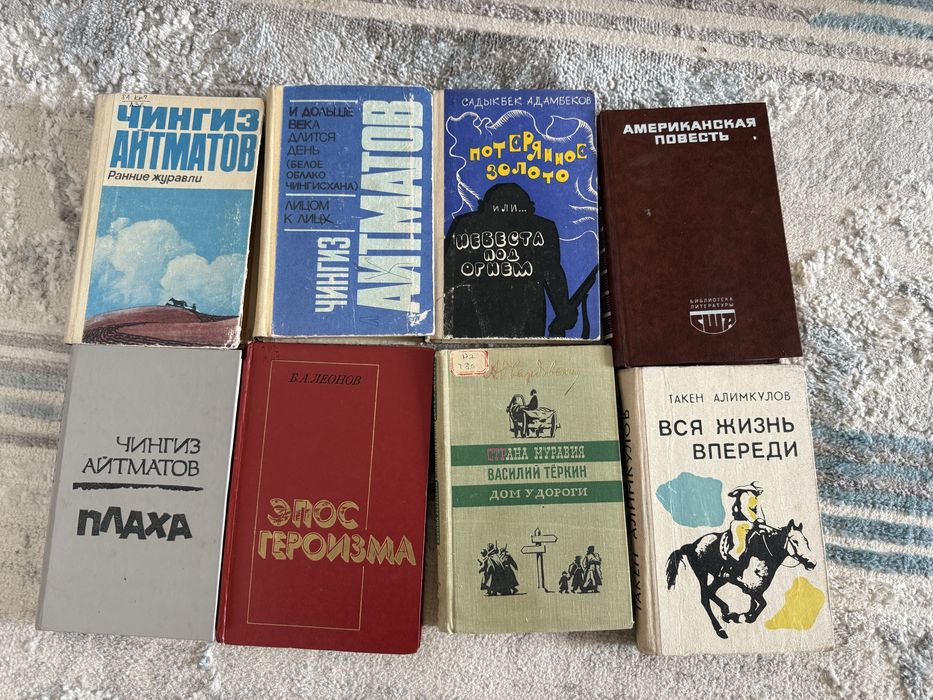 ЧИНГИЗ
АЙТМАТОВ
Ранние журавли
И ДОЛЬШЕ
ВЕКА
ДЛИТСЯ
ДЕНЬ
(БЕЛОЕ
ОБЛАКО
ЧИНГИСХАНА)
ЛИЦОМ
К ЛИЦУ
ЧИНГИЗ
АЙТМАТОВ
САДЫКБЕК АДАМБЕКОВ
ПОТЕРЯННОЕ
ЗОЛОТО
ИЛИ...
НЕВЕСТА
ПОД
ОГНЕМ
АМЕРИКАНСКАЯ
ПОВЕСТЬ
БИБЛИОТЕКА
ЛИТЕРАТУРЫ
США
ЧИНГИЗ
АЙТМАТОВ
ПЛАХА
Б.А.ЛЕОНОВ
ЭПОС
ГЕРОИЗМА
СТРАНА МУРАВИЯ
ВАСИЛИЙ ТЁРКИН
ДОМ У ДОРОГИ
ТАКЕН АЛИМКУЛОВ
ТАКЕН АЛИМКУЛОВ
ВСЯ ЖИЗНЬ
ВПЕРЕДИ